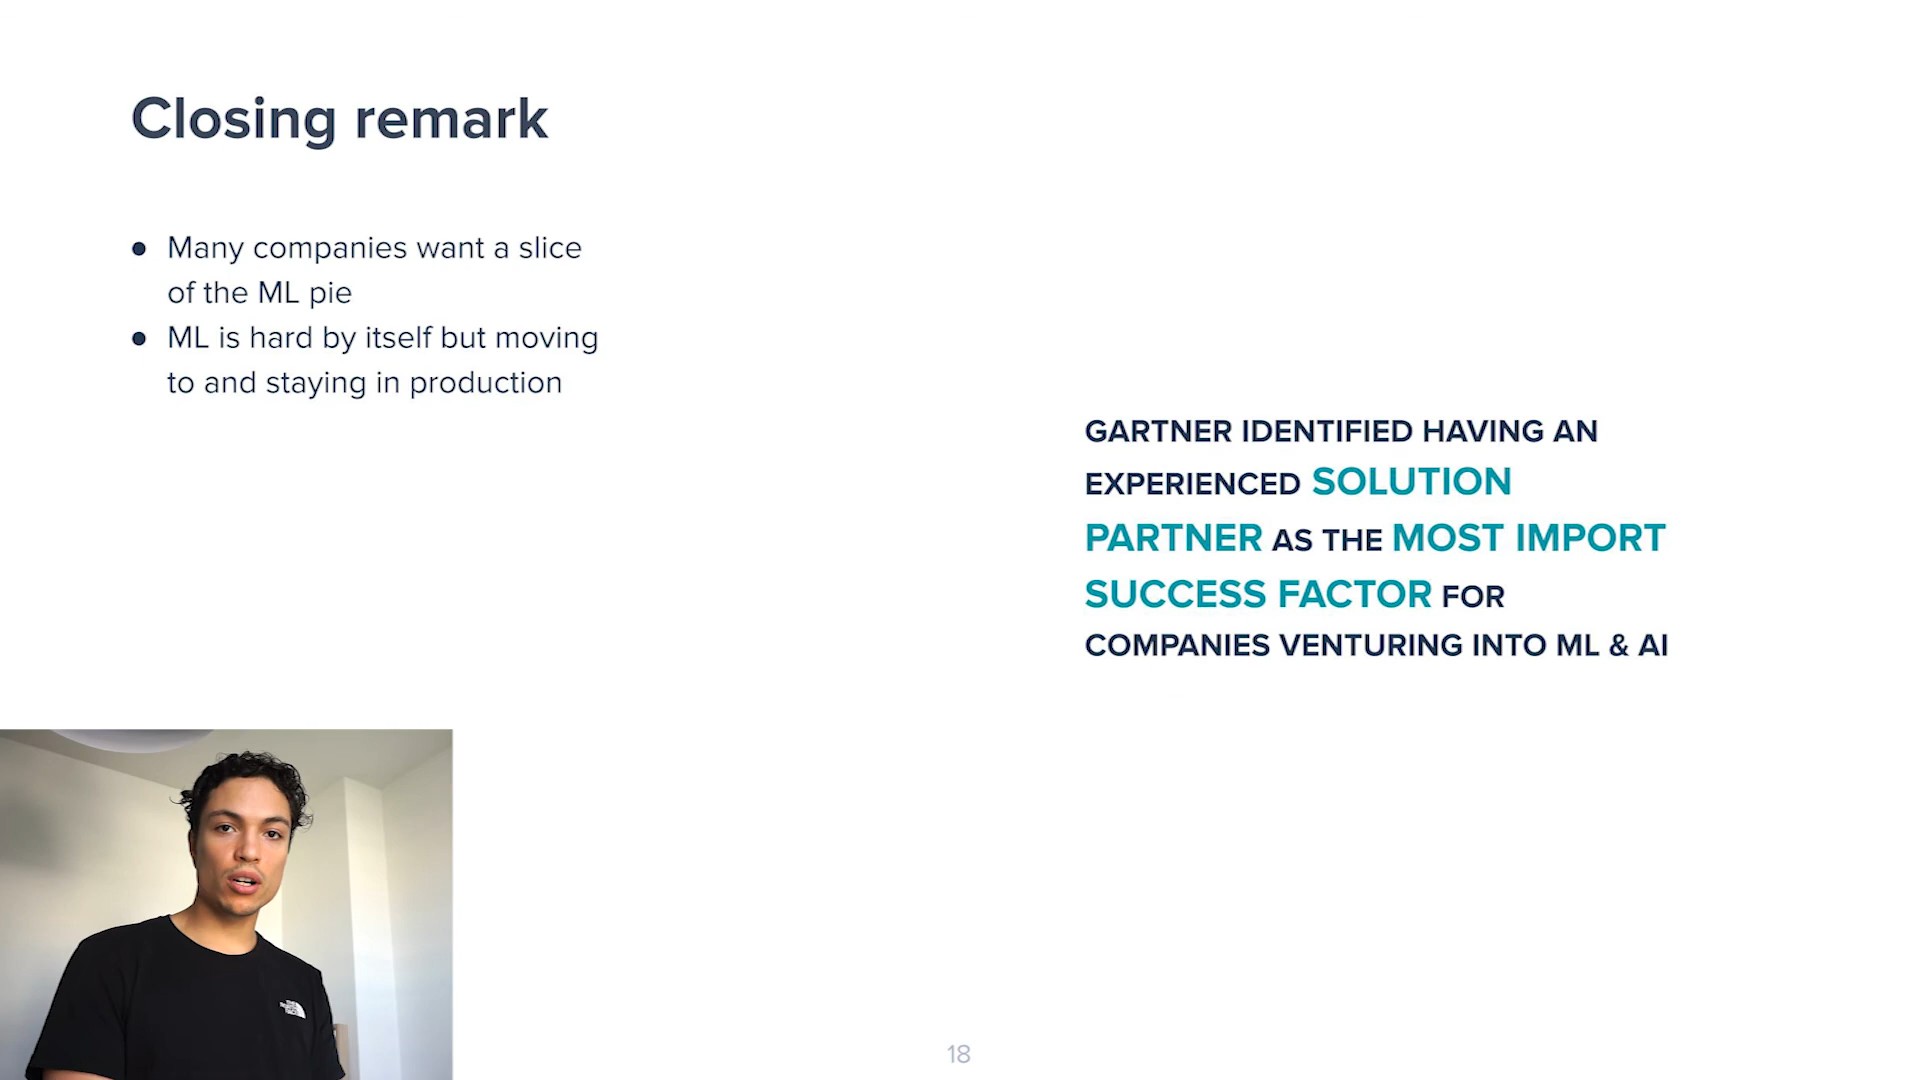 Closing remark
● Many companies want a slice
of the ML pie
● ML is hard by itself but moving
to and staying in production
GARTNER IDENTIFIED HAVING AN
EXPERIENCED SOLUTION
PARTNER AS THE MOST IMPORT
SUCCESS FACTOR FOR
COMPANIES VENTURING INTO ML & AI
18